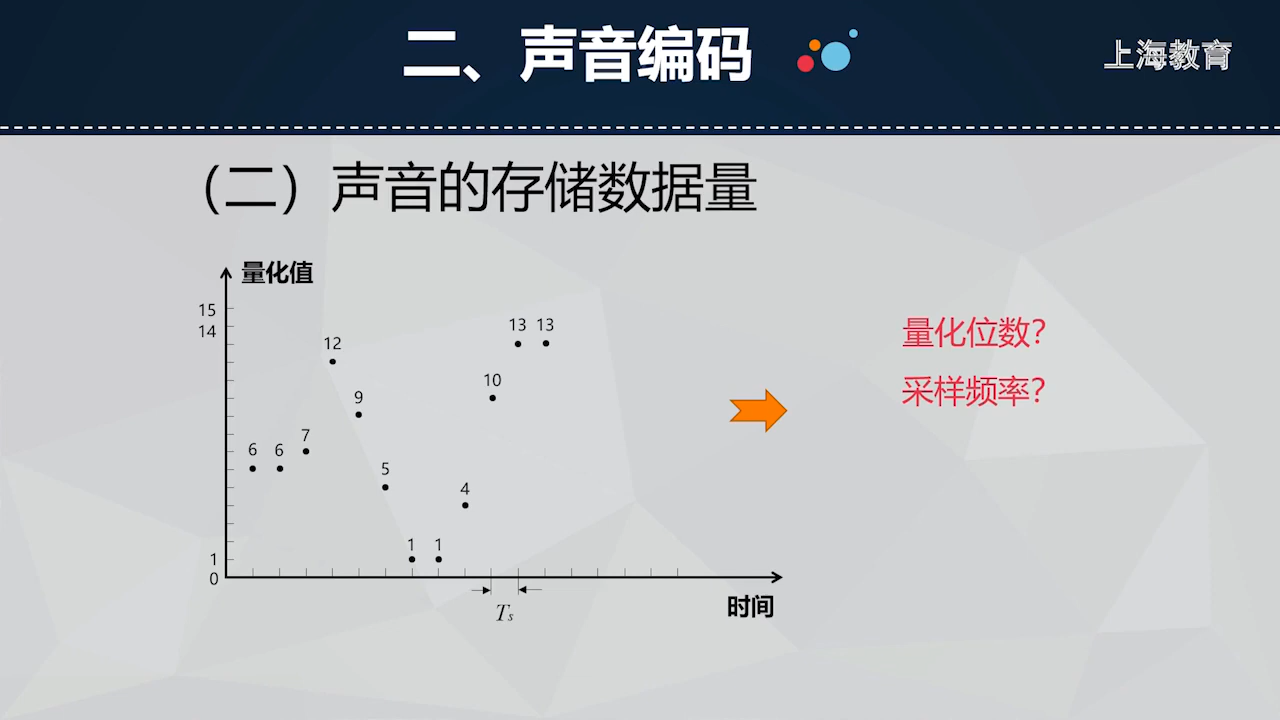 二、声音编码
上海教育
（二）声音的存储数据量
量化值
15
14
12
13 13
10
9
7
6 6
5
4
1 1
1
0
Ts
时间
量化位数？
采样频率？